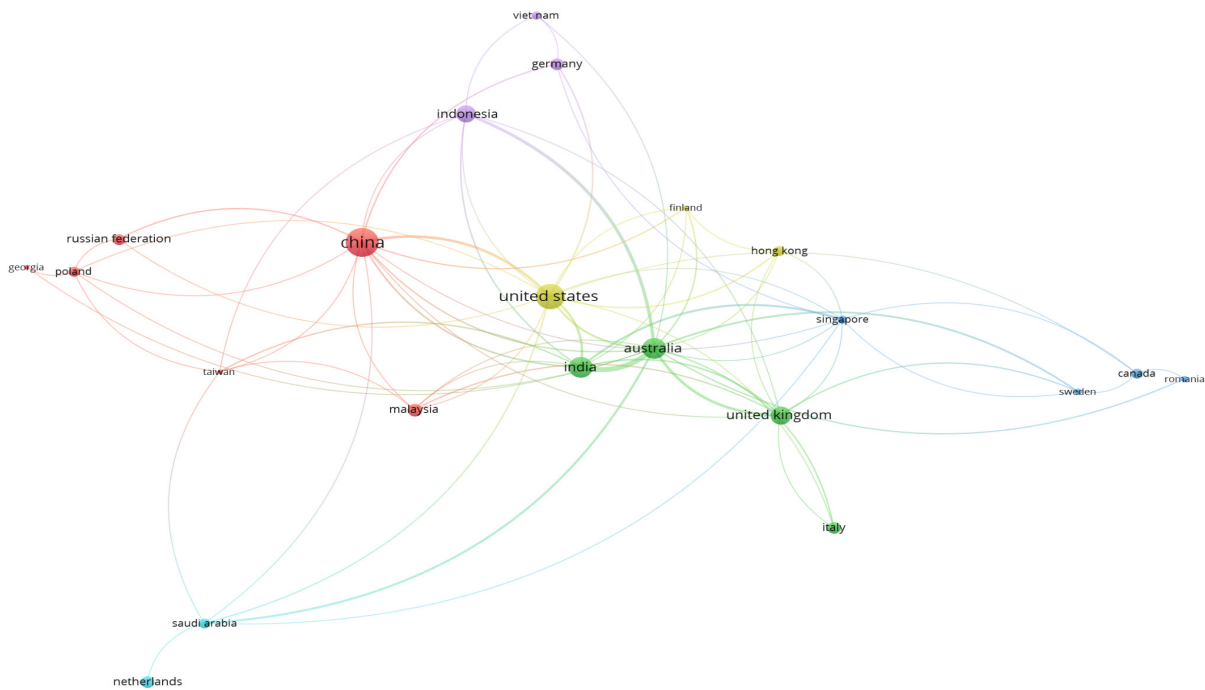 viet nam
germany
indonesia
finland
russian federation
china
hong kong
georgia
poland
united states
singapore
australia
taiwan
india
canada
romania
sweden
malaysia
united kingdom
italy
saudi arabia
netherlands